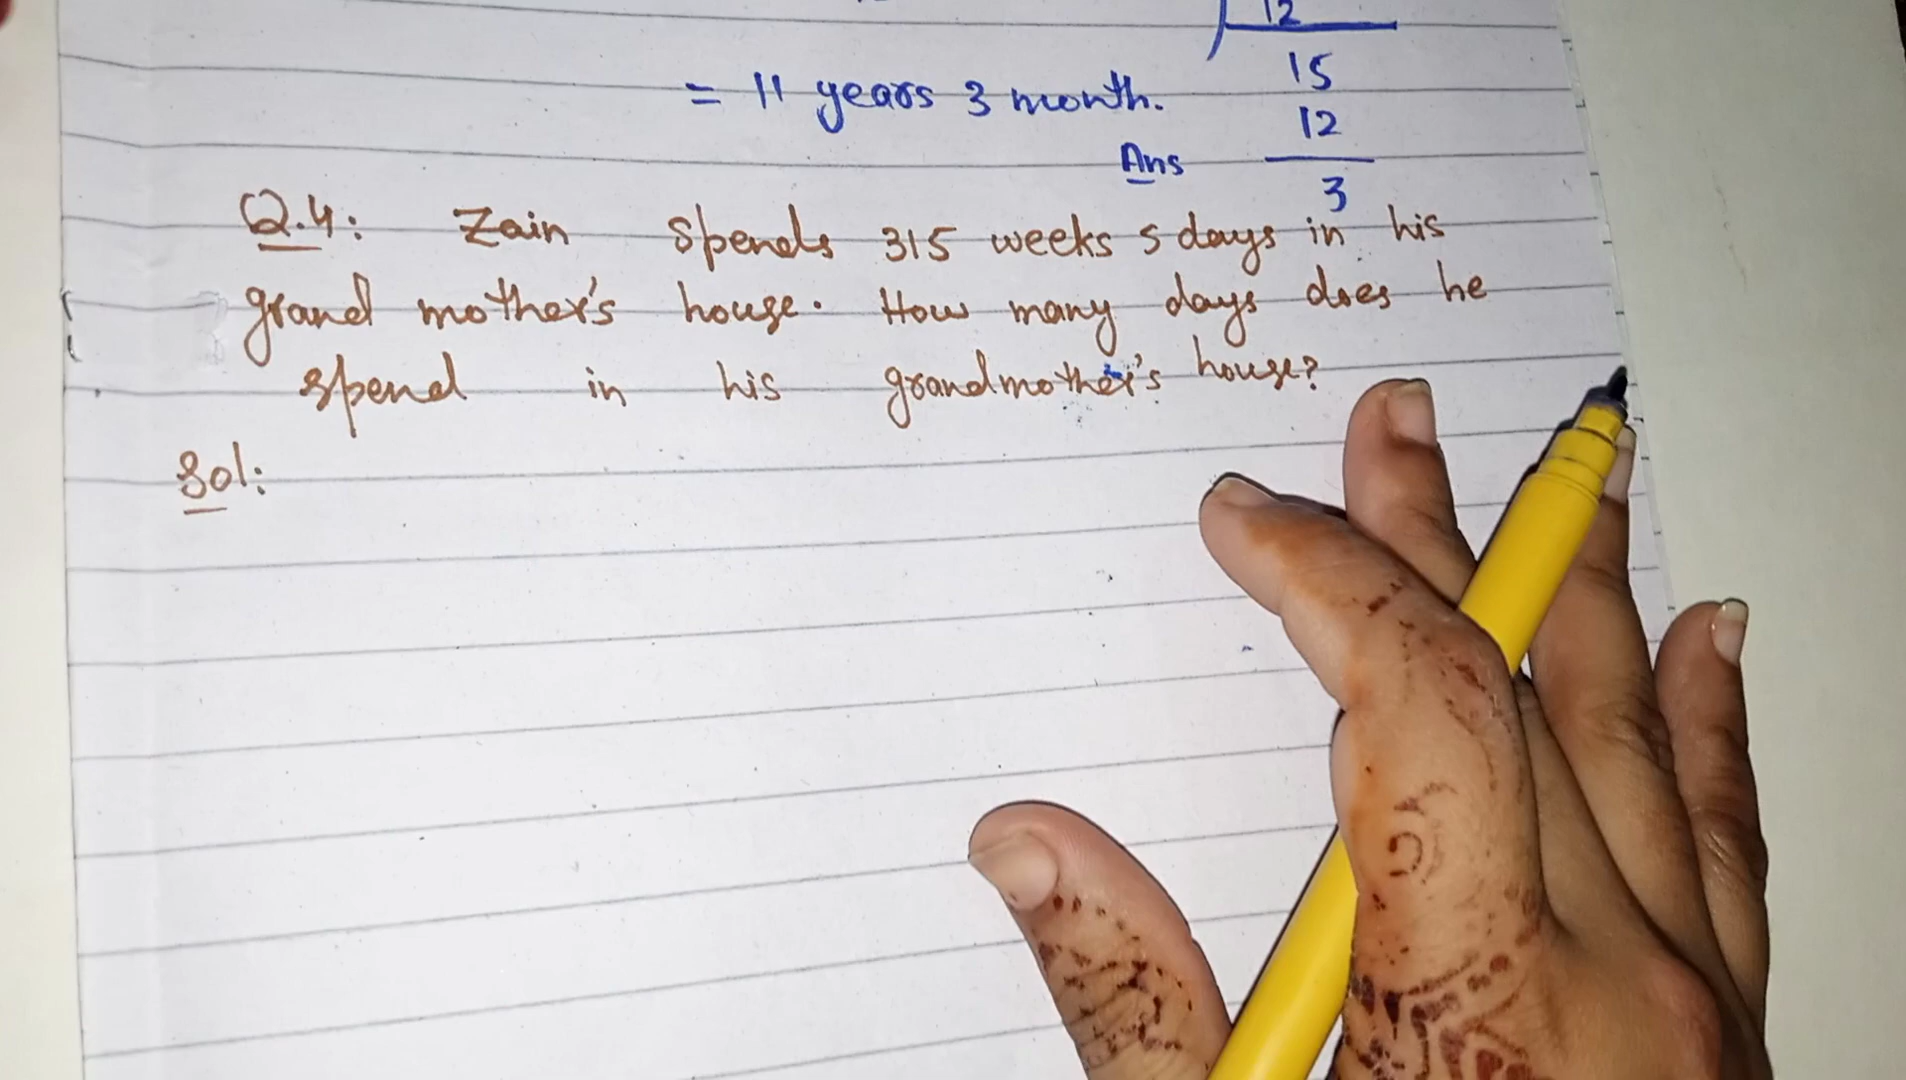 12
15
= 11 years 3 month.
12
Ans
3
Q.4: Zain spends 315 weeks 5 days in his
grand mother's house. How many days does he
spend in his grandmother's house?
Sol: